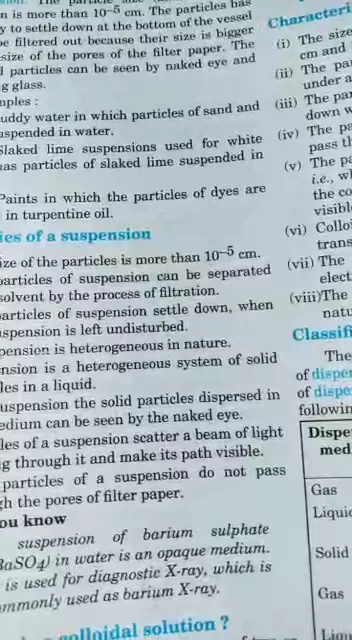 n is more than 10⁻⁵ cm. The particles has
y to settle down at the bottom of the vessel
be filtered out because their size is bigger
size of the pores of the filter paper. The
particles can be seen by naked eye and
g glass.
nples :
uddy water in which particles of sand and
uspended in water.
Slaked lime suspensions used for white
has particles of slaked lime suspended in
Paints in which the particles of dyes are
in turpentine oil.
ies of a suspension
ize of the particles is more than 10⁻⁵ cm.
particles of suspension can be separated
solvent by the process of filtration.
particles of suspension settle down, when
uspension is left undisturbed.
pension is heterogeneous in nature.
nsion is a heterogeneous system of solid
les in a liquid.
uspension the solid particles dispersed in
edium can be seen by the naked eye.
les of a suspension scatter a beam of light
g through it and make its path visible.
particles of a suspension do not pass
gh the pores of filter paper.
ou know
suspension of barium sulphate
BaSO₄) in water is an opaque medium.
is used for diagnostic X-ray, which is
ommonly used as barium X-ray.
colloidal solution ?
Characteri
(i) The size
cm and
(ii) The pa
under a
(iii) The par
down w
(iv) The pa
pass th
(v) The pa
i.e., wh
the co
visibl
(vi) Colloi
trans
(vii) The
elect
(viii)The
natu
Classifi
The
of disper
of dispe
followin
Dispe
med
Gas
Liquid
Solid
Gas